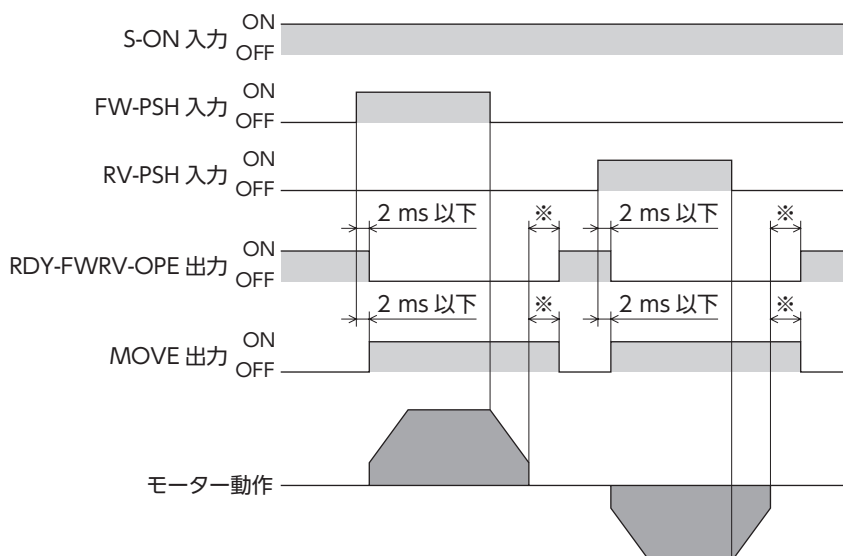 S-ON 入力 ON
OFF
FW-PSH 入力 ON
OFF
RV-PSH 入力 ON
OFF
2 ms 以下 ※ 2 ms 以下 ※
RDY-FWRV-OPE 出力 ON
OFF
2 ms 以下 ※ 2 ms 以下 ※
MOVE 出力 ON
OFF
モーター動作